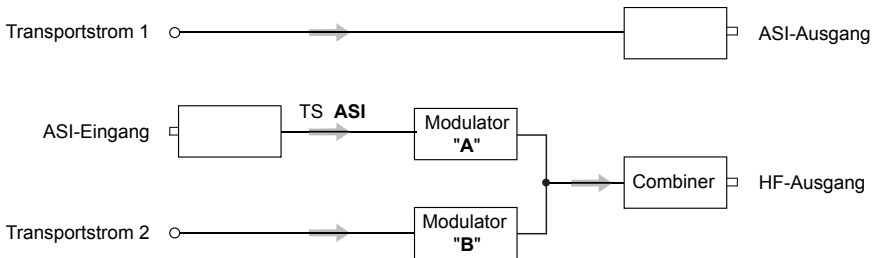 Transportstrom 1
ASI-Ausgang
TS ASI
ASI-Eingang
Modulator
"A"
Combiner
HF-Ausgang
Transportstrom 2
Modulator
"B"